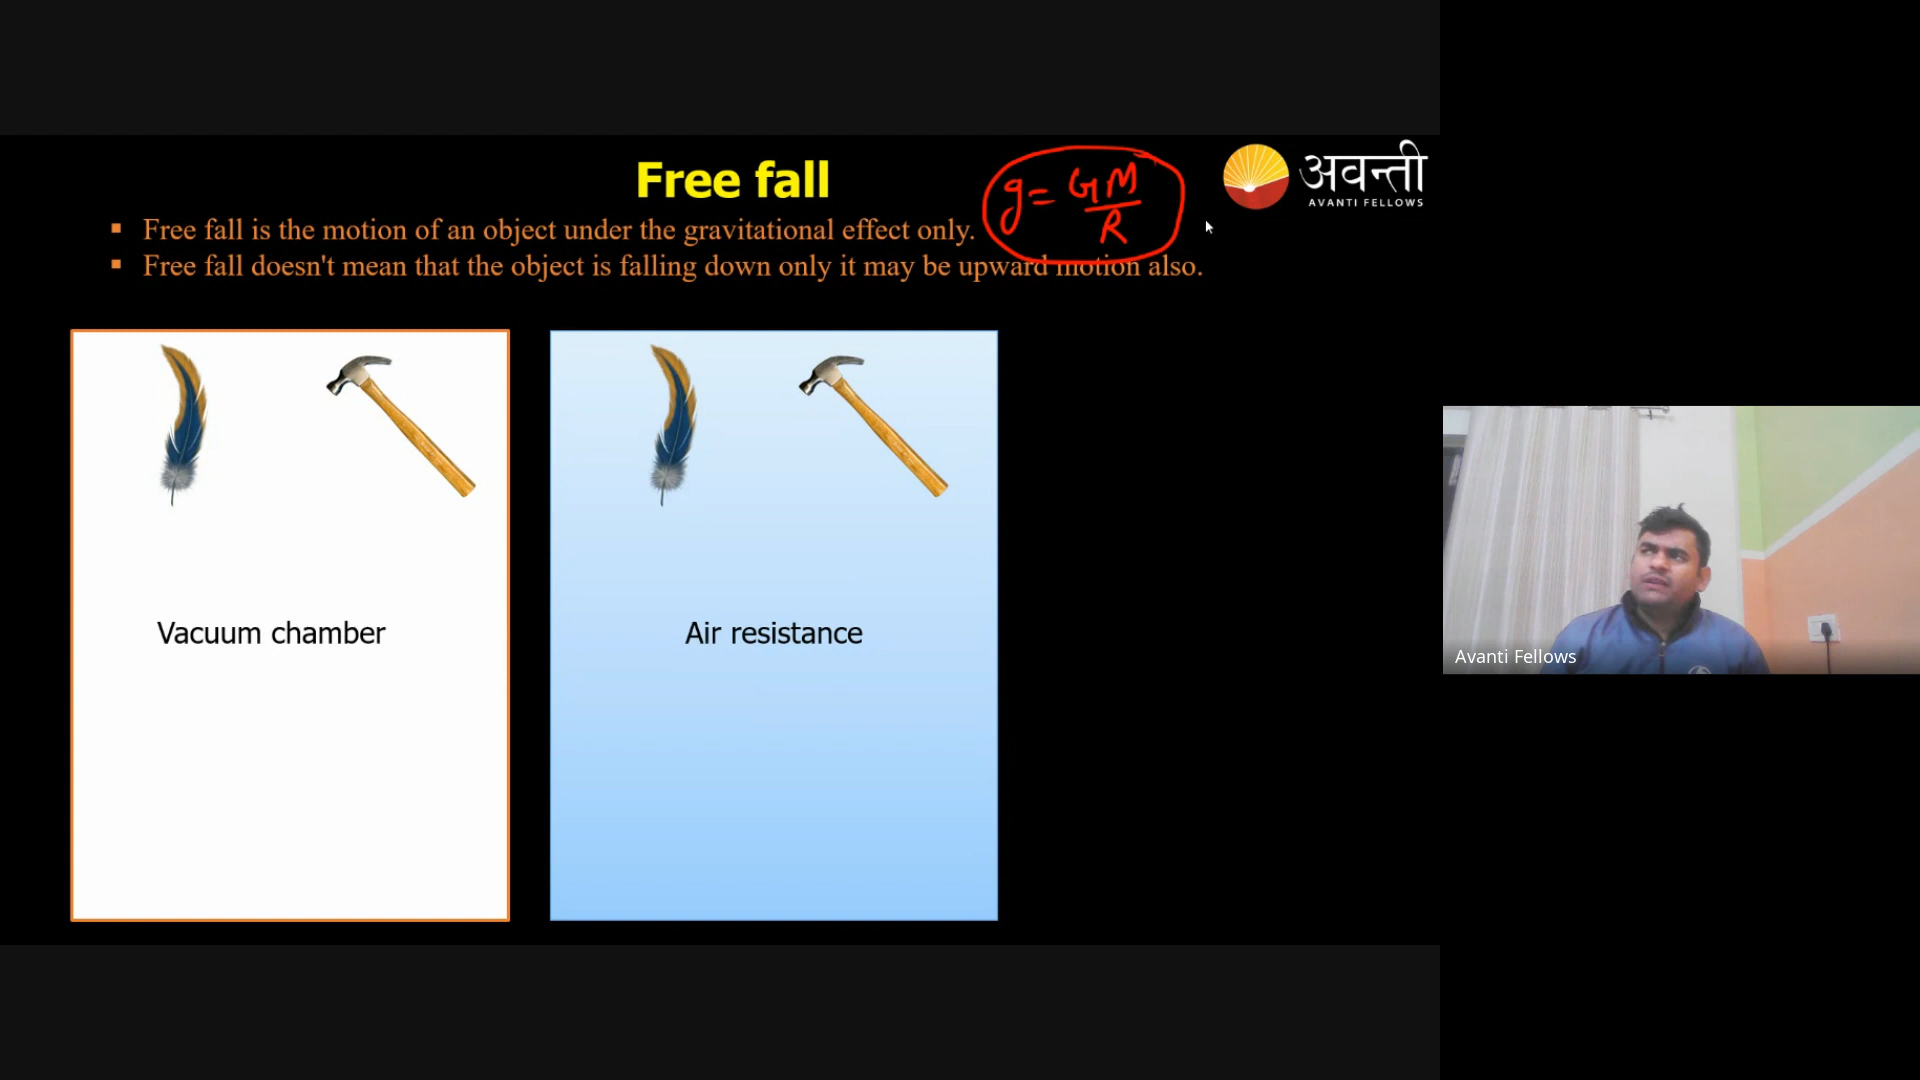 Free fall
g = GM
R
अवन्ती
AVANTI FELLOWS
▪ Free fall is the motion of an object under the gravitational effect only.
▪ Free fall doesn't mean that the object is falling down only it may be upward motion also.
Vacuum chamber
Air resistance
Avanti Fellows